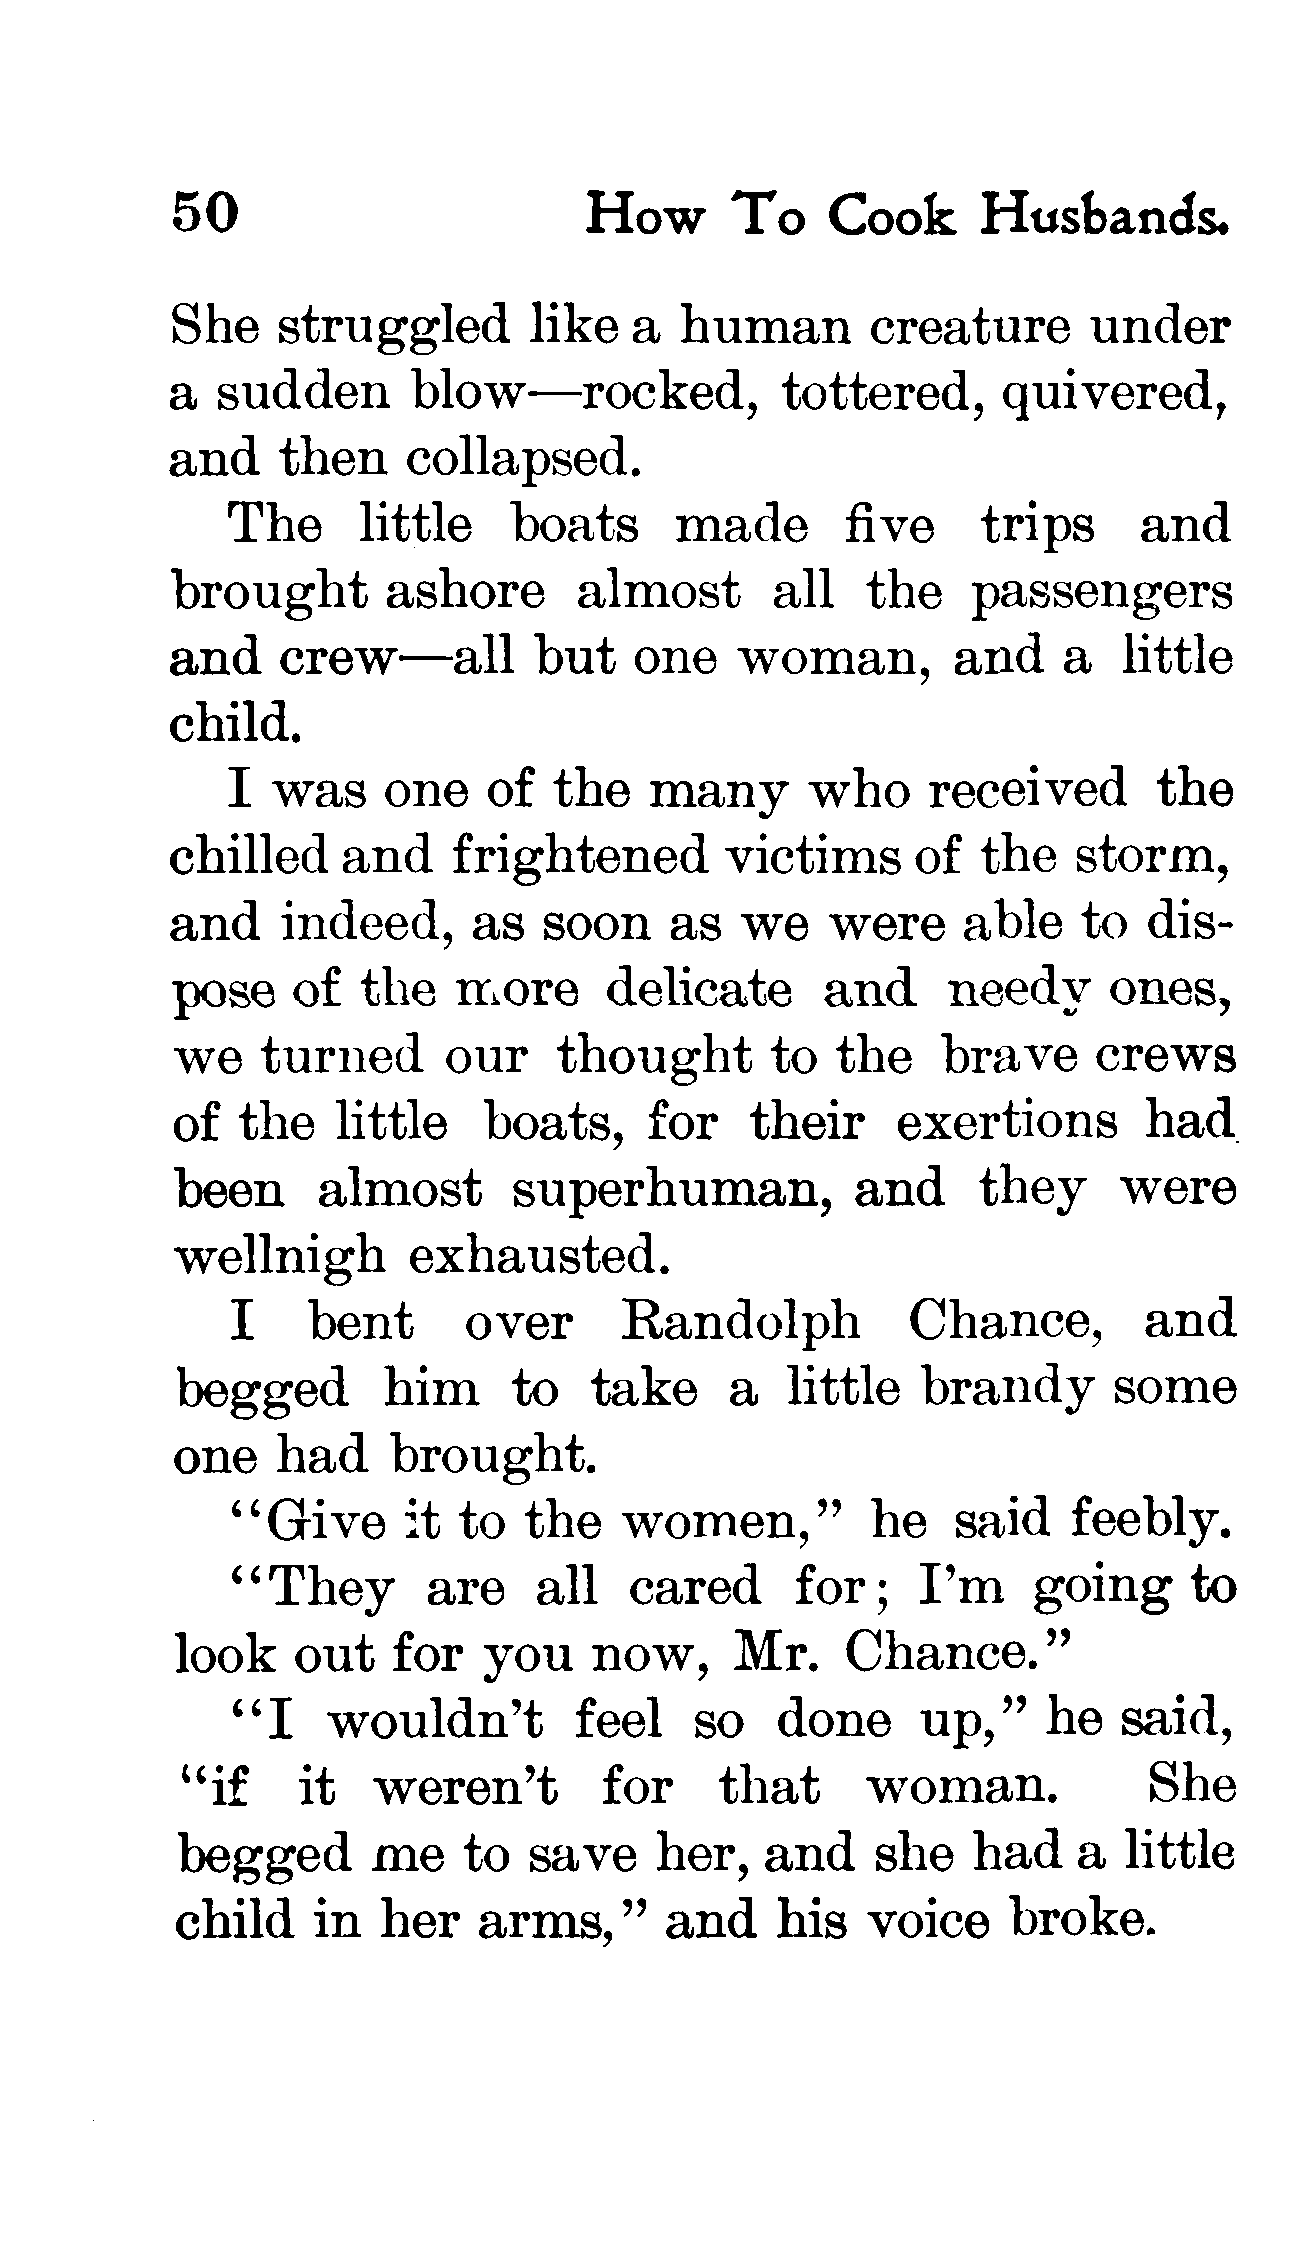 50 How To Cook Husbands.
She struggled like a human creature under
a sudden blow—rocked, tottered, quivered,
and then collapsed.
The little boats made five trips and
brought ashore almost all the passengers
and crew—all but one woman, and a little
child.
I was one of the many who received the
chilled and frightened victims of the storm,
and indeed, as soon as we were able to dis-
pose of the more delicate and needy ones,
we turned our thought to the brave crews
of the little boats, for their exertions had
been almost superhuman, and they were
wellnigh exhausted.
I bent over Randolph Chance, and
begged him to take a little brandy some
one had brought.
“Give it to the women,” he said feebly.
“They are all cared for; I’m going to
look out for you now, Mr. Chance.”
“I wouldn’t feel so done up,” he said,
“if it weren’t for that woman. She
begged me to save her, and she had a little
child in her arms,” and his voice broke.